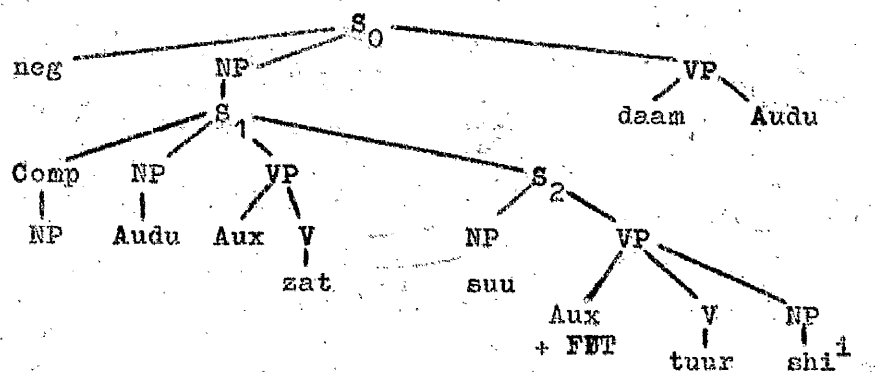 S0
neg NP VP
S1 daam Audu
Comp NP VP S2
NP Audu Aux V NP VP
zat suu
Aux V NP
+ FUT tuur shi i